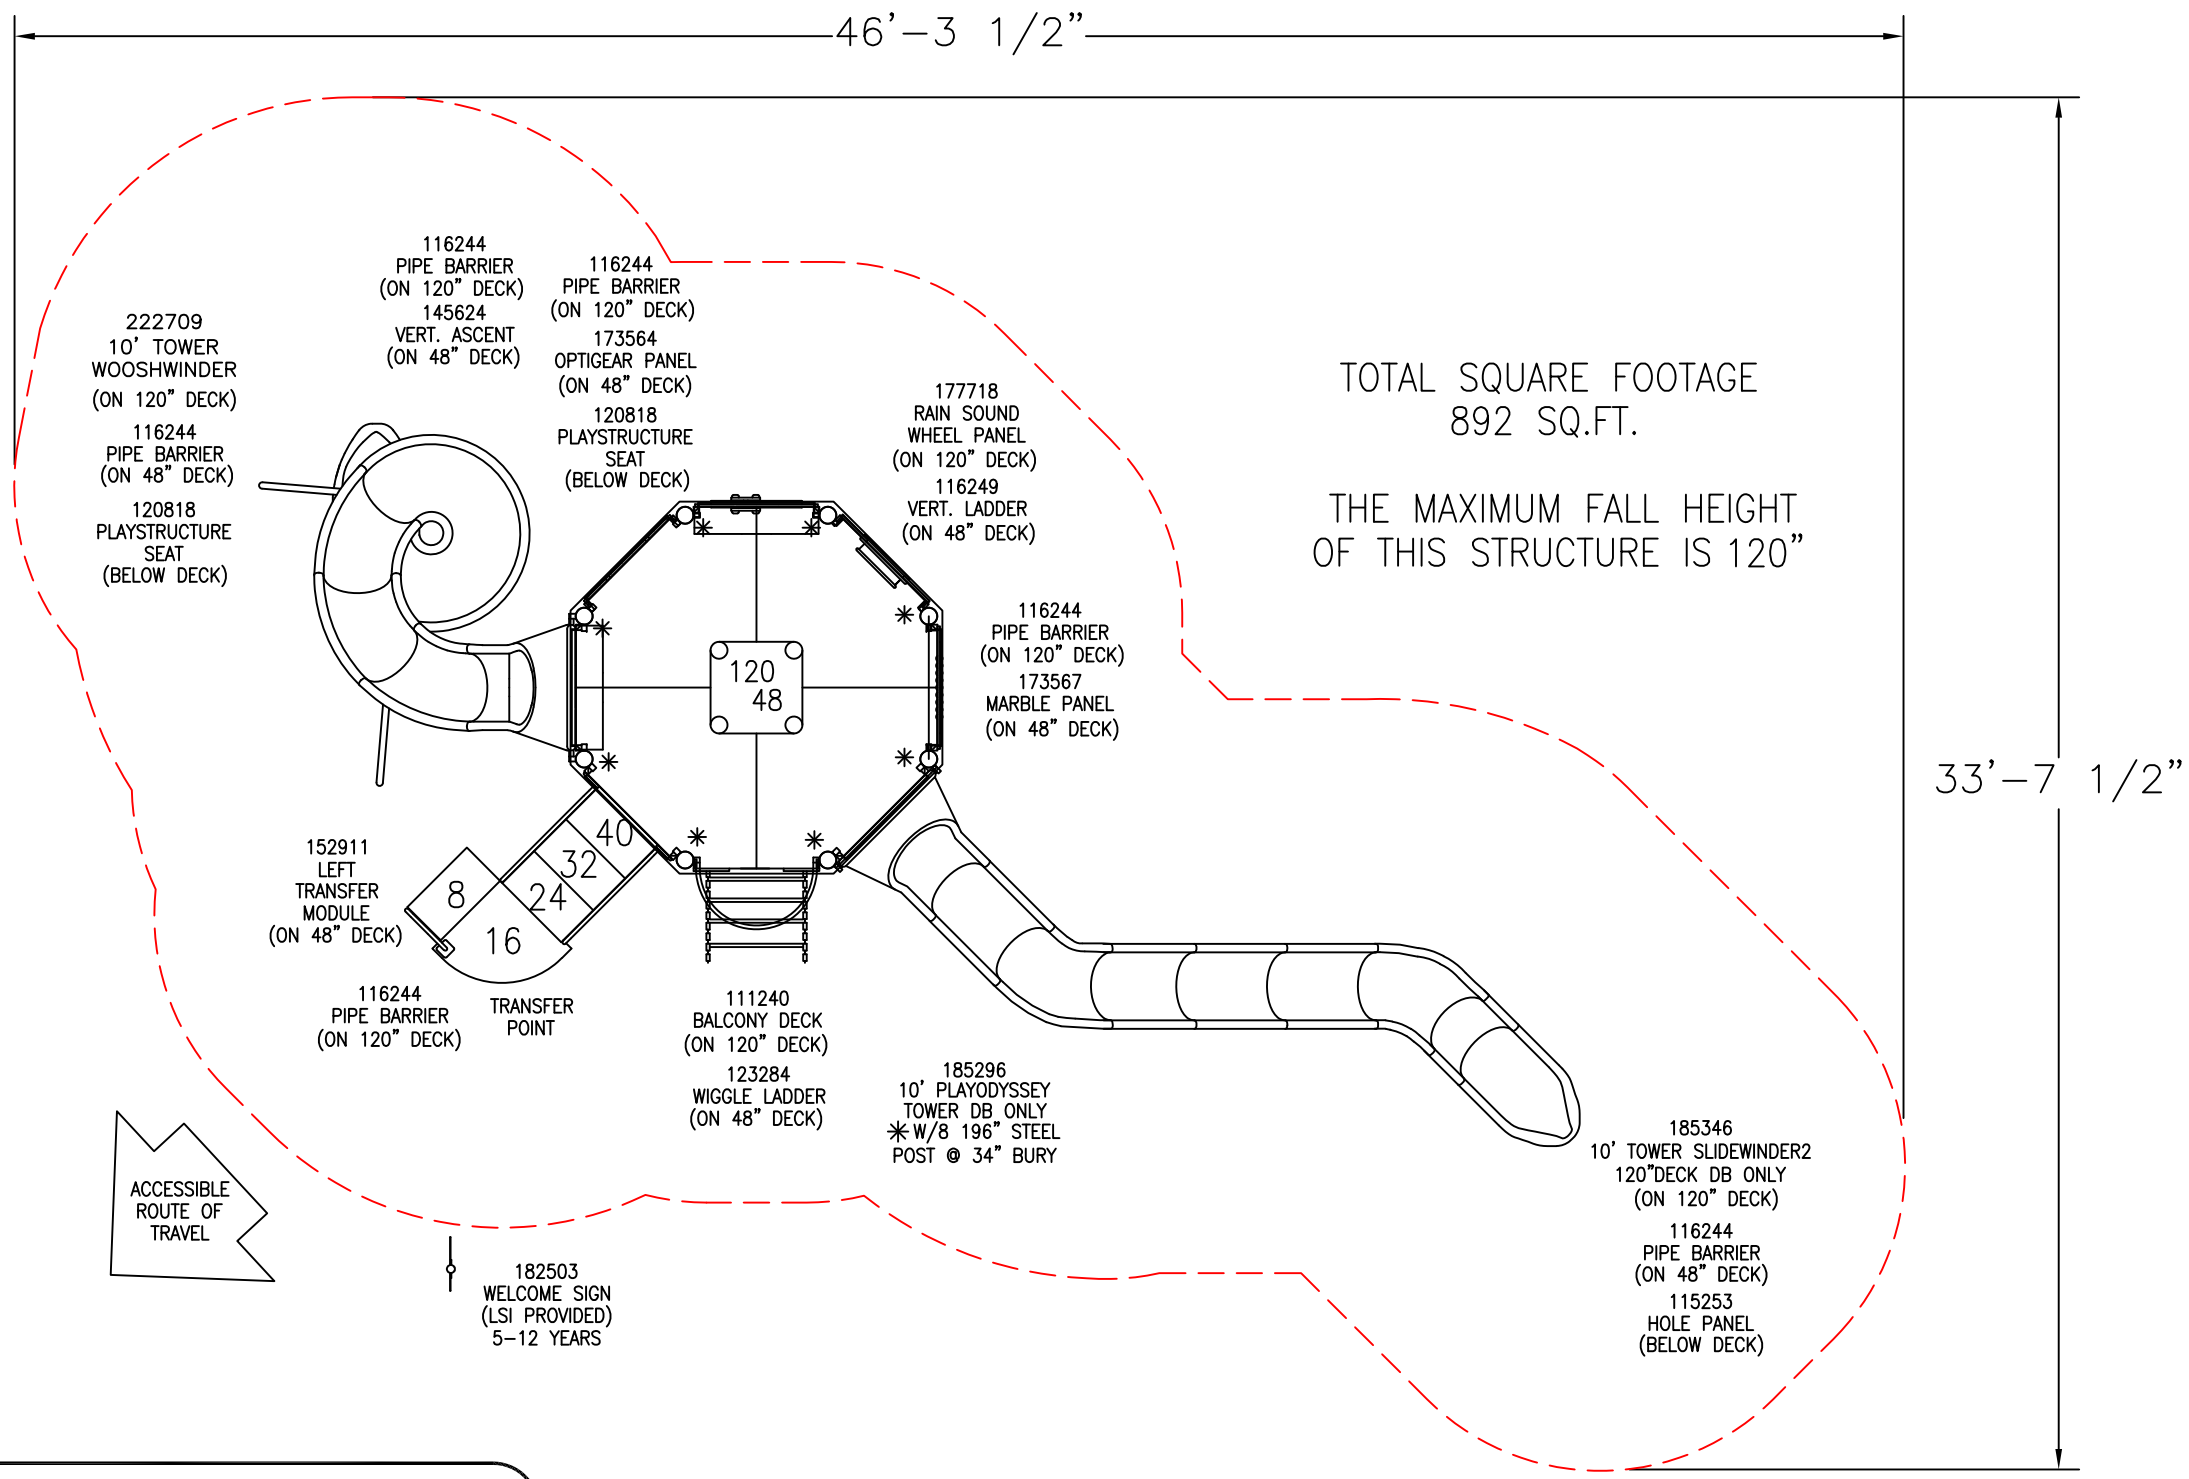 46'-3 1/2"
116244
PIPE BARRIER
(ON 120" DECK)
145624
VERT. ASCENT
(ON 48" DECK)
116244
PIPE BARRIER
(ON 120" DECK)
173564
OPTIGEAR PANEL
(ON 48" DECK)
120818
PLAYSTRUCTURE
SEAT
(BELOW DECK)
222709
10' TOWER
WOOSHWINDER
(ON 120" DECK)
116244
PIPE BARRIER
(ON 48" DECK)
120818
PLAYSTRUCTURE
SEAT
(BELOW DECK)
177718
RAIN SOUND
WHEEL PANEL
(ON 120" DECK)
116249
VERT. LADDER
(ON 48" DECK)
TOTAL SQUARE FOOTAGE
892 SQ.FT.
THE MAXIMUM FALL HEIGHT
OF THIS STRUCTURE IS 120"
116244
PIPE BARRIER
(ON 120" DECK)
173567
MARBLE PANEL
(ON 48" DECK)
120
48
33'-7 1/2"
40
32
24
8
16
152911
LEFT
TRANSFER
MODULE
(ON 48" DECK)
116244
PIPE BARRIER
(ON 120" DECK)
TRANSFER
POINT
111240
BALCONY DECK
(ON 120" DECK)
123284
WIGGLE LADDER
(ON 48" DECK)
185296
10' PLAYODYSSEY
TOWER DB ONLY
* W/8 196" STEEL
POST @ 34" BURY
185346
10' TOWER SLIDEWINDER2
120"DECK DB ONLY
(ON 120" DECK)
116244
PIPE BARRIER
(ON 48" DECK)
115253
HOLE PANEL
(BELOW DECK)
ACCESSIBLE
ROUTE OF
TRAVEL
182503
WELCOME SIGN
(LSI PROVIDED)
5-12 YEARS